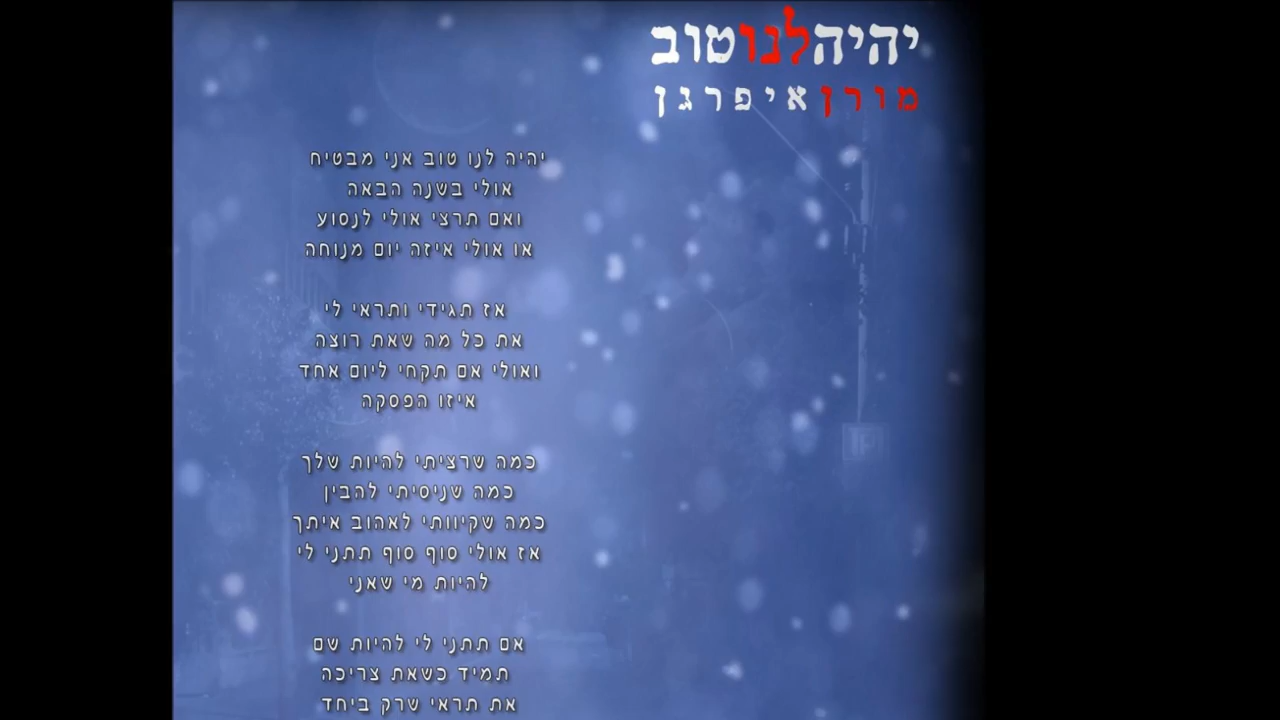 יהיהלנוטוב
מורן איפרגן
יהיה לנו טוב אני מבטיח
אולי בשנה הבאה
ואם תרצי אולי לנסוע
או אולי איזה יום מנוחה
אז תגידי ותראי לי
את כל מה שאת רוצה
ואולי אם תקחי ליום אחד
איזו הפסקה
כמה שרציתי להיות שלך
כמה שניסיתי להבין
כמה שקיוותי לאהוב איתך
אז אולי סוף סוף תתני לי
להיות מי שאני
אם תתני לי להיות שם
תמיד כשאת צריכה
את תראי שרק ביחד